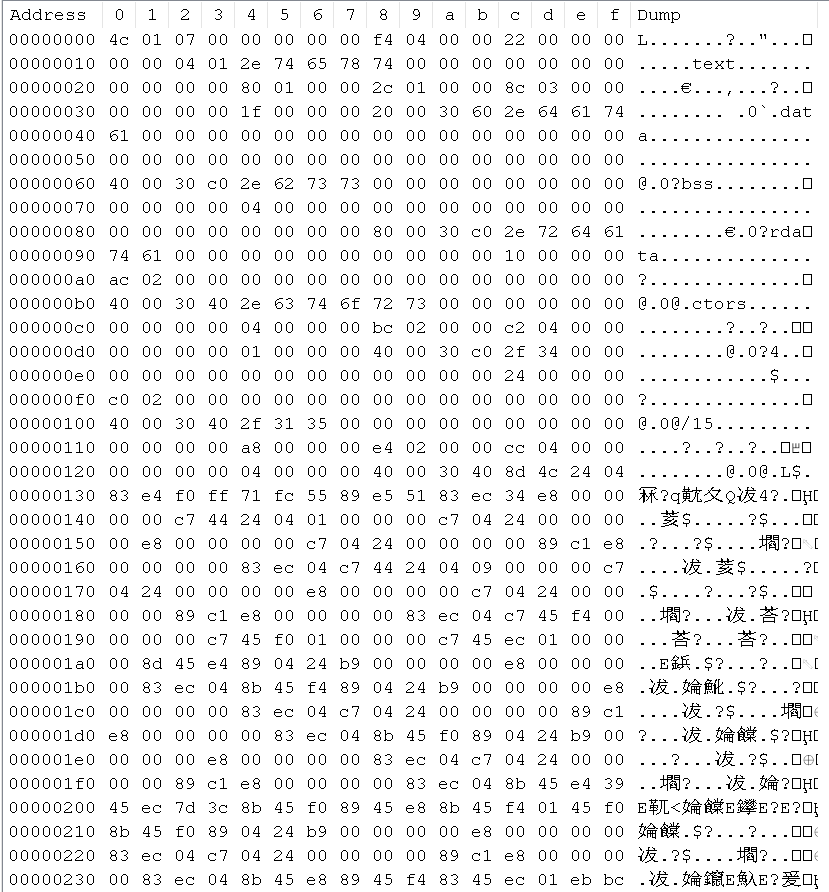 Address 0 1 2 3 4 5 6 7 8 9 a b c d e f Dump
00000000 4c 01 07 00 00 00 00 00 f4 04 00 00 22 00 00 00 L.......?.."...
00000010 00 00 04 01 2e 74 65 78 74 00 00 00 00 00 00 00 .....text.......
00000020 00 00 00 00 80 01 00 00 2c 01 00 00 8c 03 00 00 ....€...,...?..
00000030 00 00 00 00 1f 00 00 00 20 00 30 60 2e 64 61 74 ........ .0`.dat
00000040 61 00 00 00 00 00 00 00 00 00 00 00 00 00 00 00 a...............
00000050 00 00 00 00 00 00 00 00 00 00 00 00 00 00 00 00 ................
00000060 40 00 30 c0 2e 62 73 73 00 00 00 00 00 00 00 00 @.0?bss........
00000070 00 00 00 00 04 00 00 00 00 00 00 00 00 00 00 00 ................
00000080 00 00 00 00 00 00 00 00 80 00 30 c0 2e 72 64 61 ........€.0?rda
00000090 74 61 00 00 00 00 00 00 00 00 00 00 10 00 00 00 ta..............
000000a0 ac 02 00 00 00 00 00 00 00 00 00 00 00 00 00 00 ?..............
000000b0 40 00 30 40 2e 63 74 6f 72 73 00 00 00 00 00 00 @.0@.ctors......
000000c0 00 00 00 00 04 00 00 00 bc 02 00 00 c2 04 00 00 ........?..?..
000000d0 00 00 00 00 01 00 00 00 40 00 30 c0 2f 34 00 00 ........@.0?4..
000000e0 00 00 00 00 00 00 00 00 00 00 00 00 24 00 00 00 ............$...
000000f0 c0 02 00 00 00 00 00 00 00 00 00 00 00 00 00 00 ?..............
00000100 40 00 30 40 2f 31 35 00 00 00 00 00 00 00 00 00 @.0@/15.........
00000110 00 00 00 00 a8 00 00 00 e4 02 00 00 cc 04 00 00 ....?..?..?..
00000120 00 00 00 00 04 00 00 00 40 00 30 40 8d 4c 24 04 ........@.0@.L$.
00000130 83 e4 f0 ff 71 fc 55 89 e5 51 83 ec 34 e8 00 00
00000140 00 00 c7 44 24 04 01 00 00 00 c7 04 24 00 00 00
00000150 00 e8 00 00 00 00 c7 04 24 00 00 00 00 89 c1 e8
00000160 00 00 00 00 83 ec 04 c7 44 24 04 09 00 00 00 c7
00000170 04 24 00 00 00 00 e8 00 00 00 00 c7 04 24 00 00 .$....?...?$..
00000180 00 00 89 c1 e8 00 00 00 00 83 ec 04 c7 45 f4 00
00000190 00 00 00 c7 45 f0 01 00 00 00 c7 45 ec 01 00 00
000001a0 00 8d 45 e4 89 04 24 b9 00 00 00 00 e8 00 00 00
000001b0 00 83 ec 04 8b 45 f4 89 04 24 b9 00 00 00 00 e8
000001c0 00 00 00 00 83 ec 04 c7 04 24 00 00 00 00 89 c1
000001d0 e8 00 00 00 00 83 ec 04 8b 45 f0 89 04 24 b9 00
000001e0 00 00 00 e8 00 00 00 00 83 ec 04 c7 04 24 00 00
000001f0 00 00 89 c1 e8 00 00 00 00 83 ec 04 8b 45 e4 39
00000200 45 ec 7d 3c 8b 45 f0 89 45 e8 8b 45 f4 01 45 f0
00000210 8b 45 f0 89 04 24 b9 00 00 00 00 e8 00 00 00 00
00000220 83 ec 04 c7 04 24 00 00 00 00 89 c1 e8 00 00 00
00000230 00 83 ec 04 8b 45 e8 89 45 f4 83 45 ec 01 eb bc